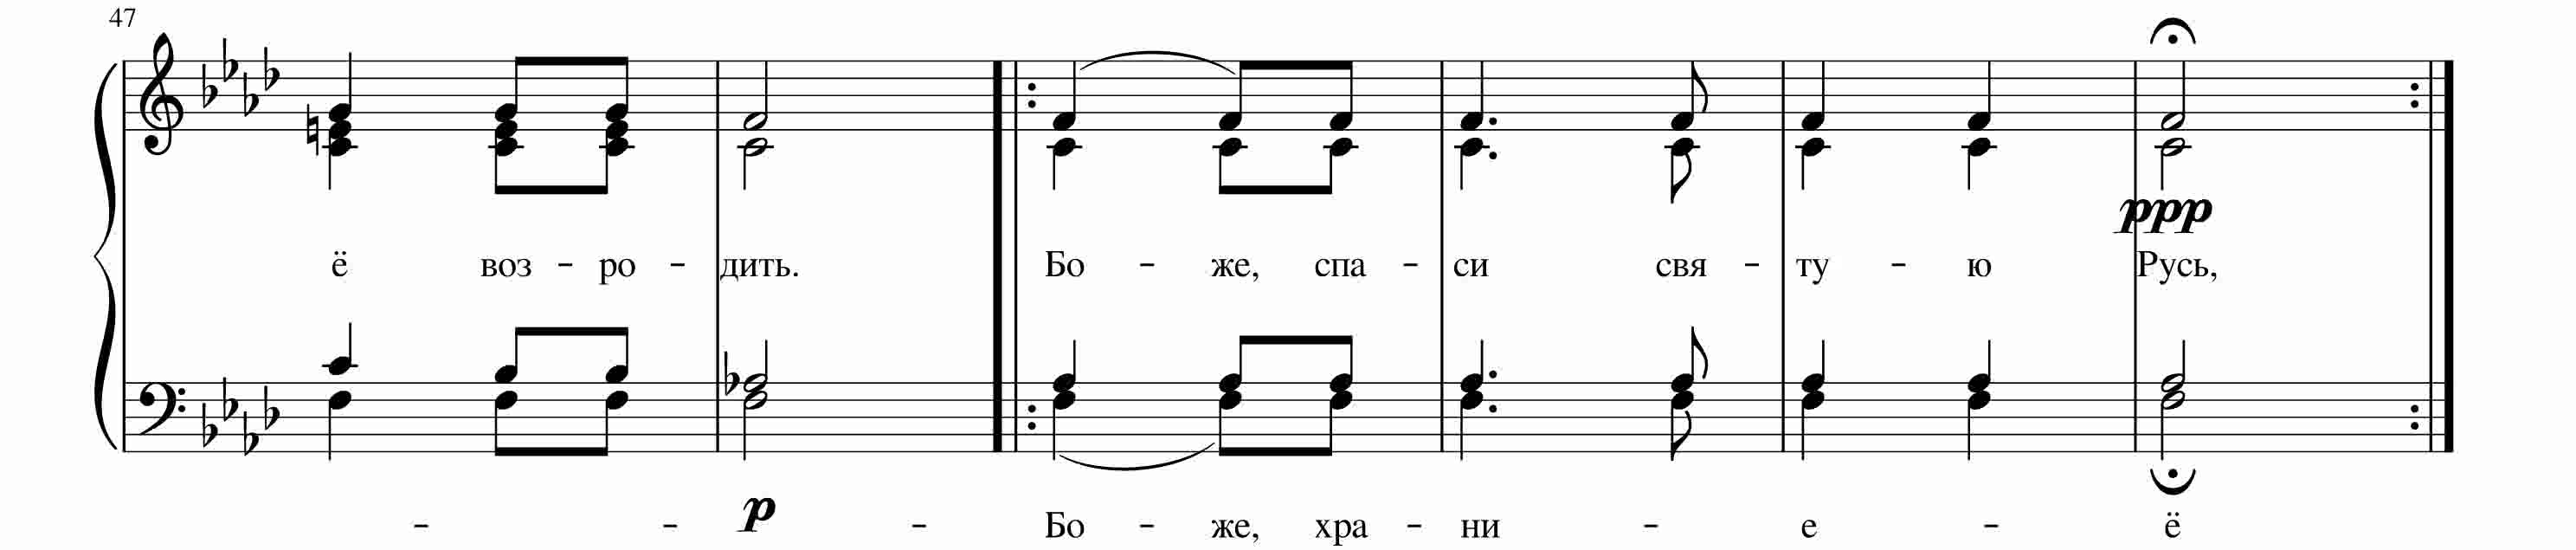 47
ppp
ё воз - ро - дить. Бо - же, спа - си свя - ту - ю Русь,
p
- - - Бо - же, хра - ни - е - ё